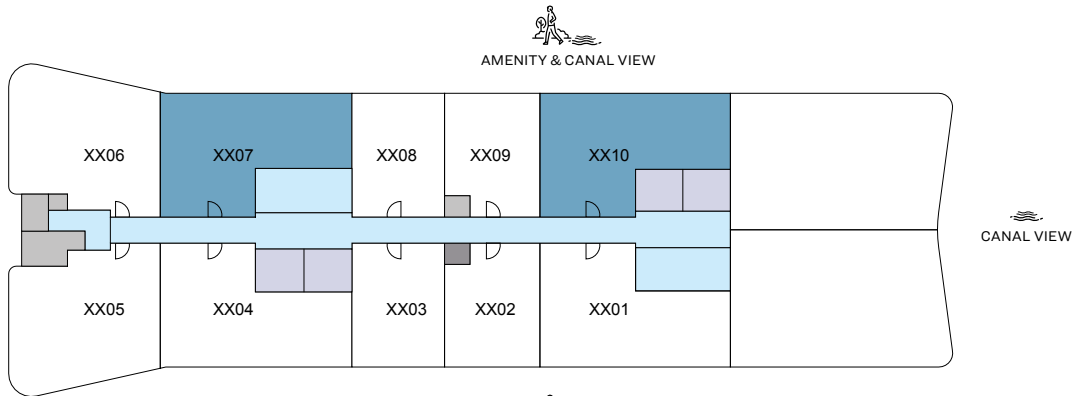 AMENITY & CANAL VIEW
XX06
XX07
XX08
XX09
XX10
CANAL VIEW
XX05
XX04
XX03
XX02
XX01